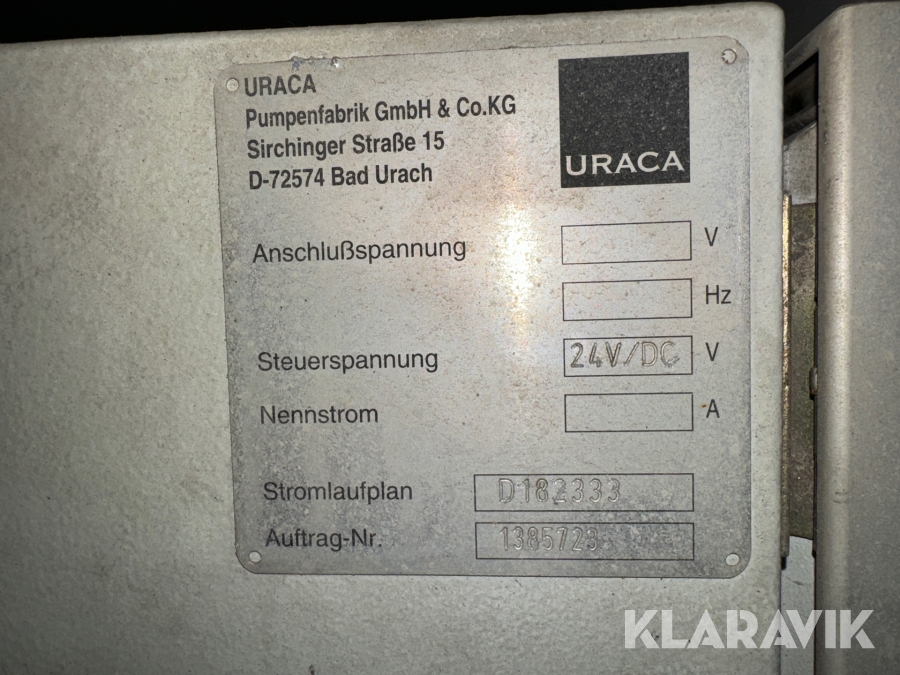 URACA
Pumpenfabrik GmbH & Co.KG
Sirchinger Straße 15
D-72574 Bad Urach
URACA
Anschlußspannung V
Hz
Steuerspannung 24V/DC V
Nennstrom A
Stromlaufplan D182333
Auftrag-Nr. 1385723
KLARAVIK